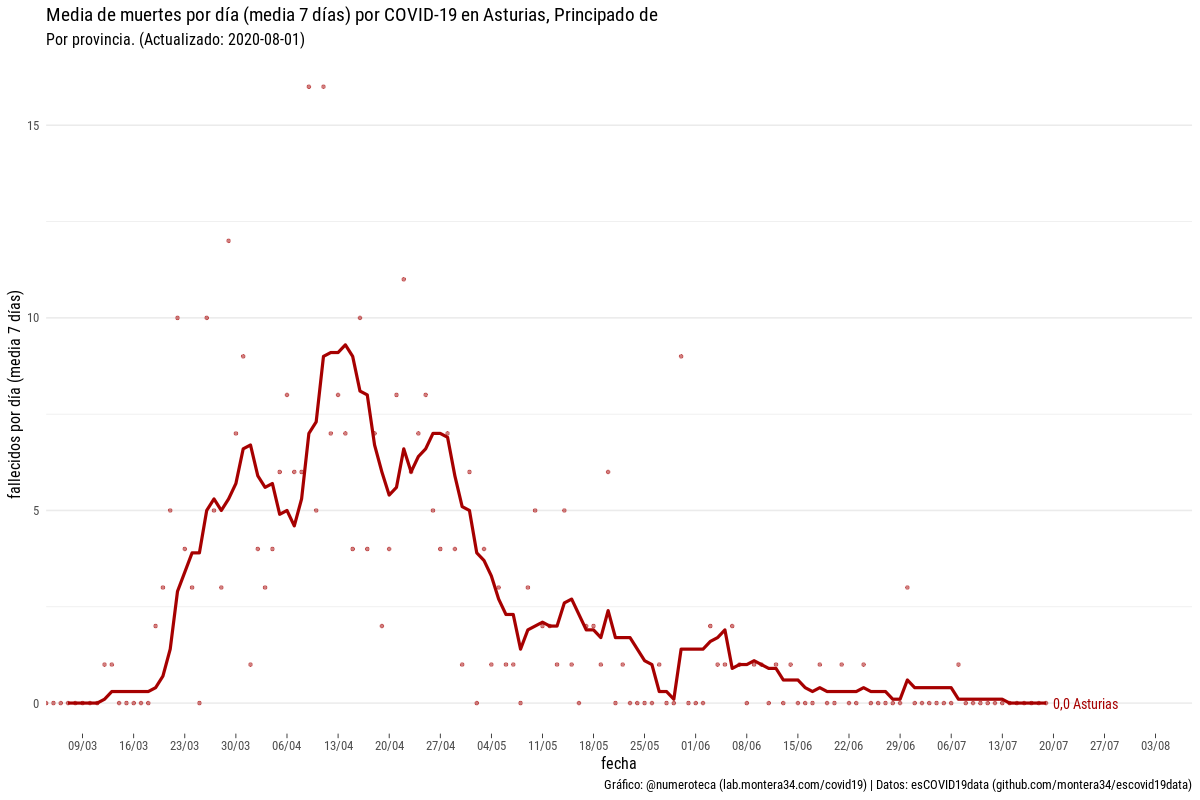 Media de muertes por día (media 7 días) por COVID-19 en Asturias, Principado de
Por provincia. (Actualizado: 2020-08-01)
fallecidos por día (media 7 días)
15
10
5
0
0,0 Asturias
09/03 16/03 23/03 30/03 06/04 13/04 20/04 27/04 04/05 11/05 18/05 25/05 01/06 08/06 15/06 22/06 29/06 06/07 13/07 20/07 27/07 03/08
fecha
Gráfico: @numeroteca (lab.montera34.com/covid19) | Datos: esCOVID19data (github.com/montera34/escovid19data)